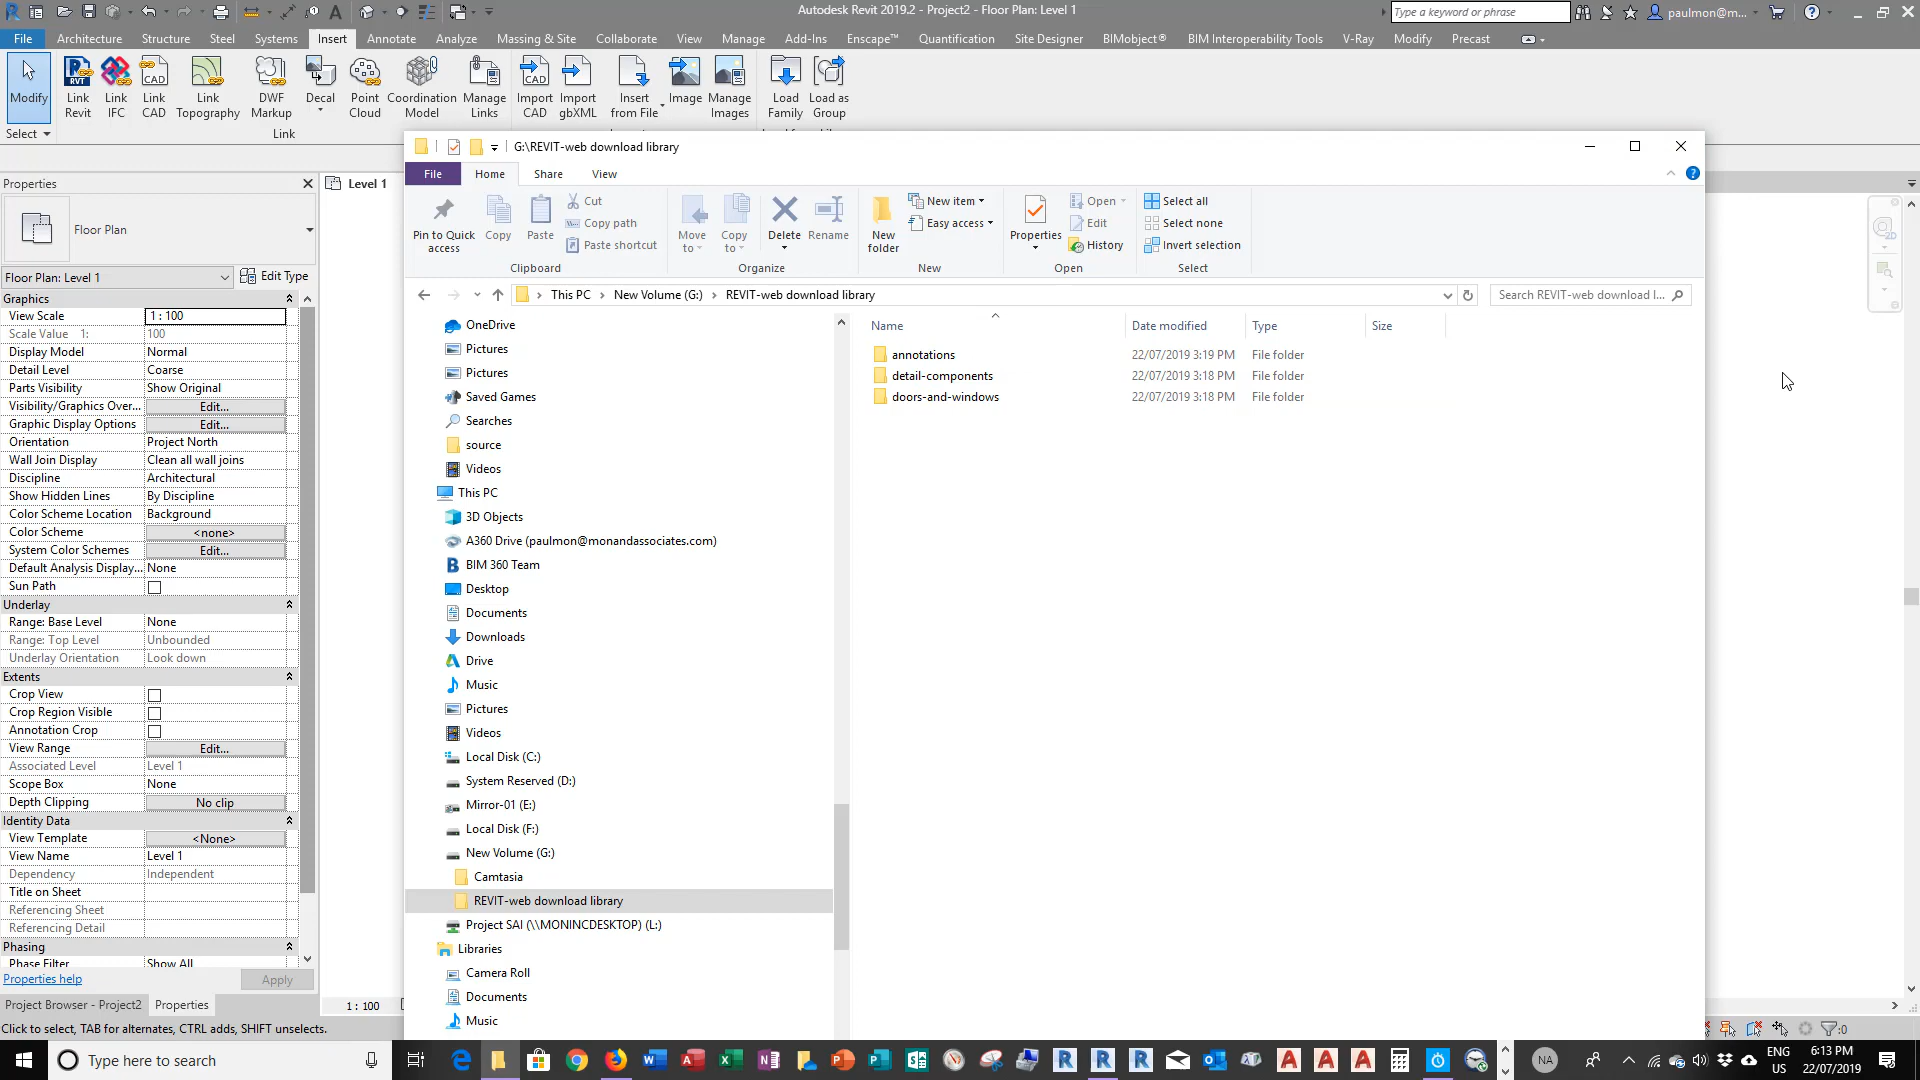 Autodesk Revit 2019.2 - Project2 - Floor Plan: Level 1
Type a keyword or phrase
paulmon@m...
File Architecture Structure Steel Systems Insert Annotate Analyze Massing & Site Collaborate View Manage Add-Ins Enscape™ Quantification Site Designer BIMobject® BIM Interoperability Tools V-Ray Modify Precast
Modify
Link Revit
Link IFC
Link CAD
Link Topography
DWF Markup
Decal
Point Cloud
Coordination Model
Manage Links
Import CAD
Import gbXML
Insert from File
Image
Manage Images
Load Family
Load as Group
Select
Link
G:\REVIT-web download library
File Home Share View
Pin to Quick access
Copy
Paste
Cut
Copy path
Paste shortcut
Move to
Copy to
Delete
Rename
New folder
New item
Easy access
Properties
Open
Edit
History
Select all
Select none
Invert selection
Clipboard
Organize
New
Open
Select
This PC > New Volume (G:) > REVIT-web download library
Search REVIT-web download l...
OneDrive
Pictures
Pictures
Saved Games
Searches
source
Videos
This PC
3D Objects
A360 Drive (paulmon@monandassociates.com)
BIM 360 Team
Desktop
Documents
Downloads
Drive
Music
Pictures
Videos
Local Disk (C:)
System Reserved (D:)
Mirror-01 (E:)
Local Disk (F:)
New Volume (G:)
Camtasia
REVIT-web download library
Project SAI (\\MONINCDESKTOP) (L:)
Libraries
Camera Roll
Documents
Music
Name Date modified Type Size
annotations 22/07/2019 3:19 PM File folder
detail-components 22/07/2019 3:18 PM File folder
doors-and-windows 22/07/2019 3:18 PM File folder
Properties
Level 1
Floor Plan
Floor Plan: Level 1
Edit Type
Graphics
View Scale 1 : 100
Scale Value 1: 100
Display Model Normal
Detail Level Coarse
Parts Visibility Show Original
Visibility/Graphics Over... Edit...
Graphic Display Options Edit...
Orientation Project North
Wall Join Display Clean all wall joins
Discipline Architectural
Show Hidden Lines By Discipline
Color Scheme Location Background
Color Scheme <none>
System Color Schemes Edit...
Default Analysis Display... None
Sun Path
Underlay
Range: Base Level None
Range: Top Level Unbounded
Underlay Orientation Look down
Extents
Crop View
Crop Region Visible
Annotation Crop
View Range Edit...
Associated Level Level 1
Scope Box None
Depth Clipping No clip
Identity Data
View Template <None>
View Name Level 1
Dependency Independent
Title on Sheet
Referencing Sheet
Referencing Detail
Phasing
Phase Filter Show All
Properties help
Apply
Project Browser - Project2 Properties
1 : 100
Click to select, TAB for alternates, CTRL adds, SHIFT unselects.
:0
Type here to search
NA
ENG
US
6:13 PM
22/07/2019